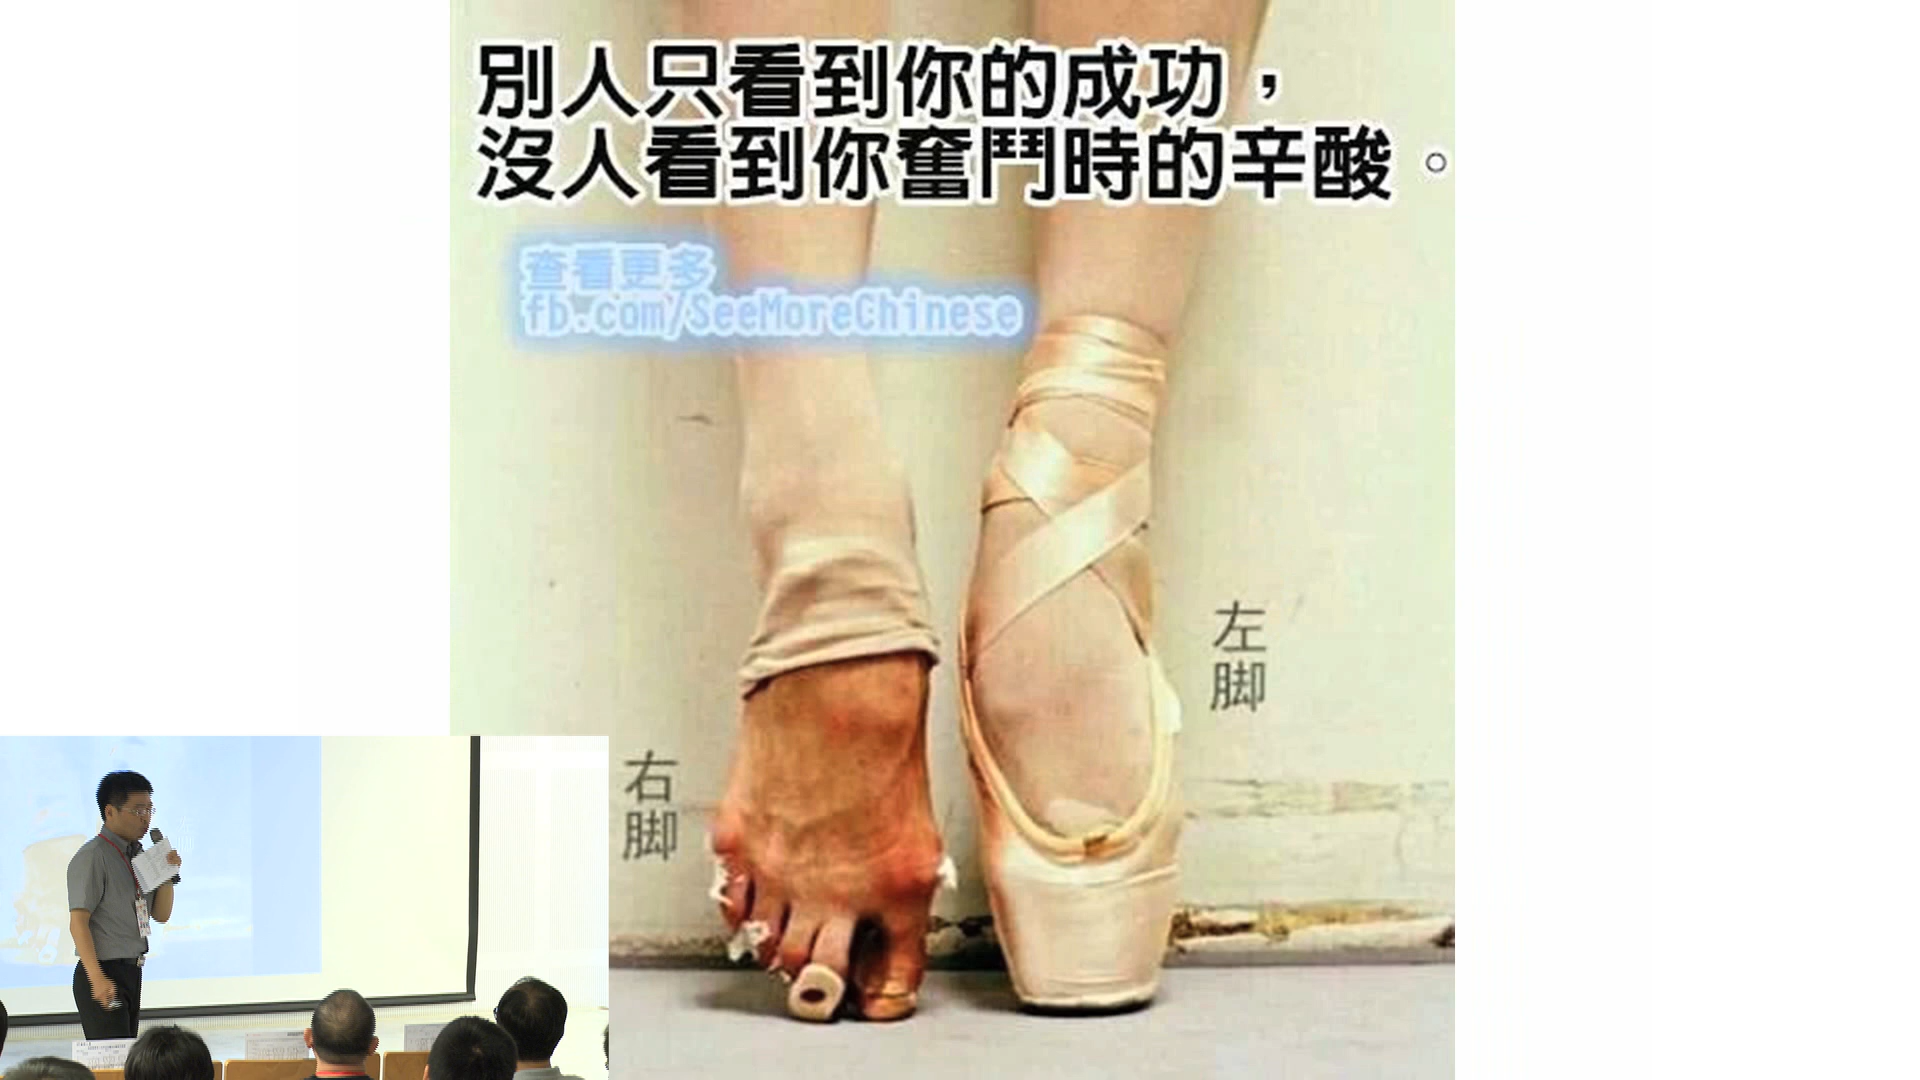 別人只看到你的成功，
沒人看到你奮鬥時的辛酸。
查看更多
fb.com/SeeMoreChinese
左脚
右脚